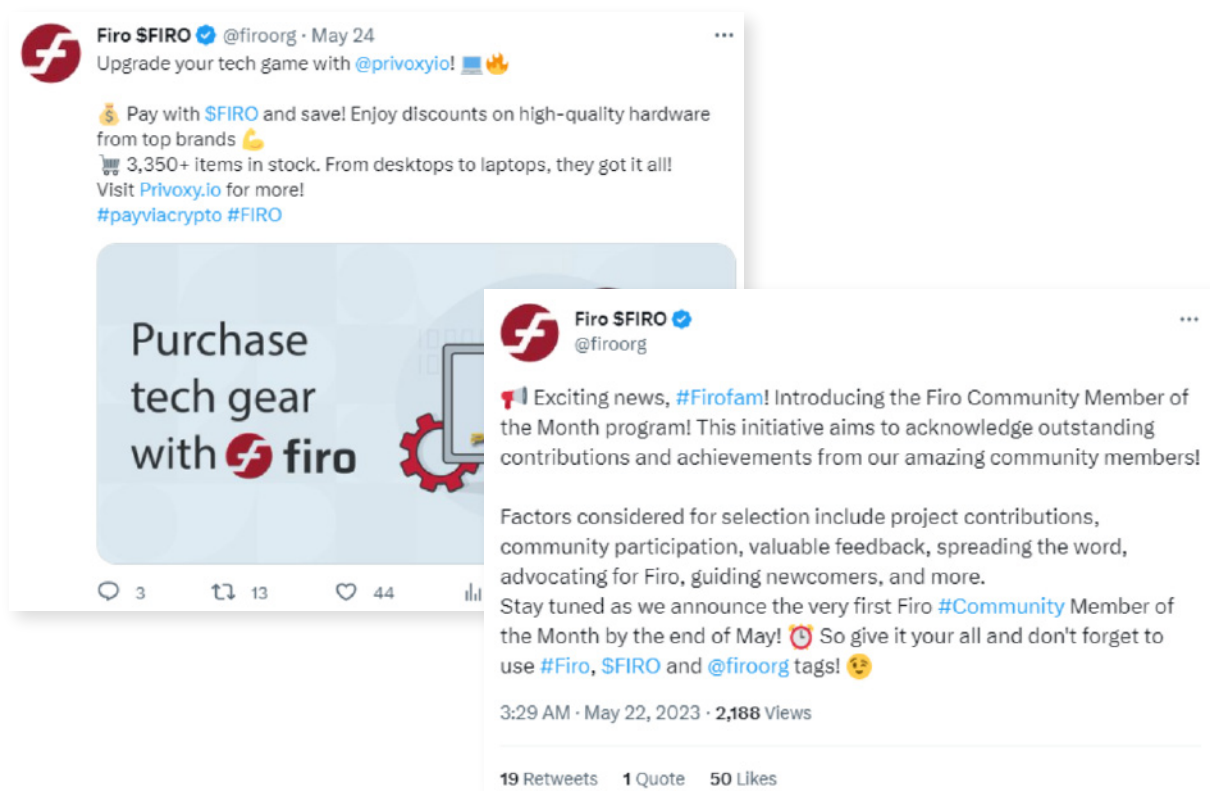 Firo $FIRO @firoorg · May 24
Upgrade your tech game with @privoxyio! 💻🔥
💰 Pay with $FIRO and save! Enjoy discounts on high-quality hardware
from top brands 💪
🛒 3,350+ items in stock. From desktops to laptops, they got it all!
Visit Privoxy.io for more!
#payviacrypto #FIRO
Purchase
tech gear
with firo
3 13 44
Firo $FIRO
@firoorg
📢 Exciting news, #Firofam! Introducing the Firo Community Member of
the Month program! This initiative aims to acknowledge outstanding
contributions and achievements from our amazing community members!
Factors considered for selection include project contributions,
community participation, valuable feedback, spreading the word,
advocating for Firo, guiding newcomers, and more.
Stay tuned as we announce the very first Firo #Community Member of
the Month by the end of May! ⏰ So give it your all and don't forget to
use #Firo, $FIRO and @firoorg tags! 😉
3:29 AM · May 22, 2023 · 2,188 Views
19 Retweets 1 Quote 50 Likes